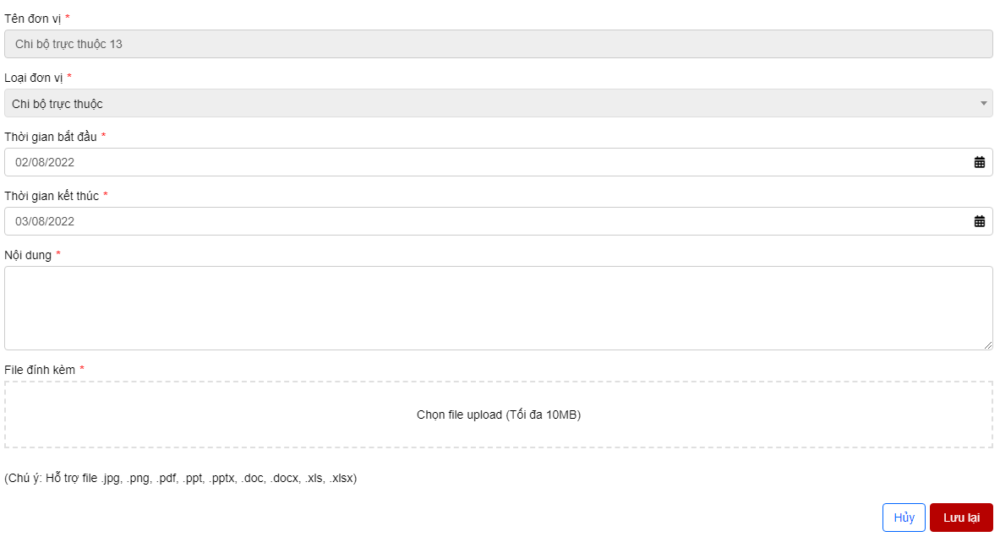 Tên đơn vị *
Chi bộ trực thuộc 13
Loại đơn vị *
Chi bộ trực thuộc
Thời gian bắt đầu *
02/08/2022
Thời gian kết thúc *
03/08/2022
Nội dung *
File đính kèm *
Chọn file upload (Tối đa 10MB)
(Chú ý: Hỗ trợ file .jpg, .png, .pdf, .ppt, .pptx, .doc, .docx, .xls, .xlsx)
Hủy Lưu lại